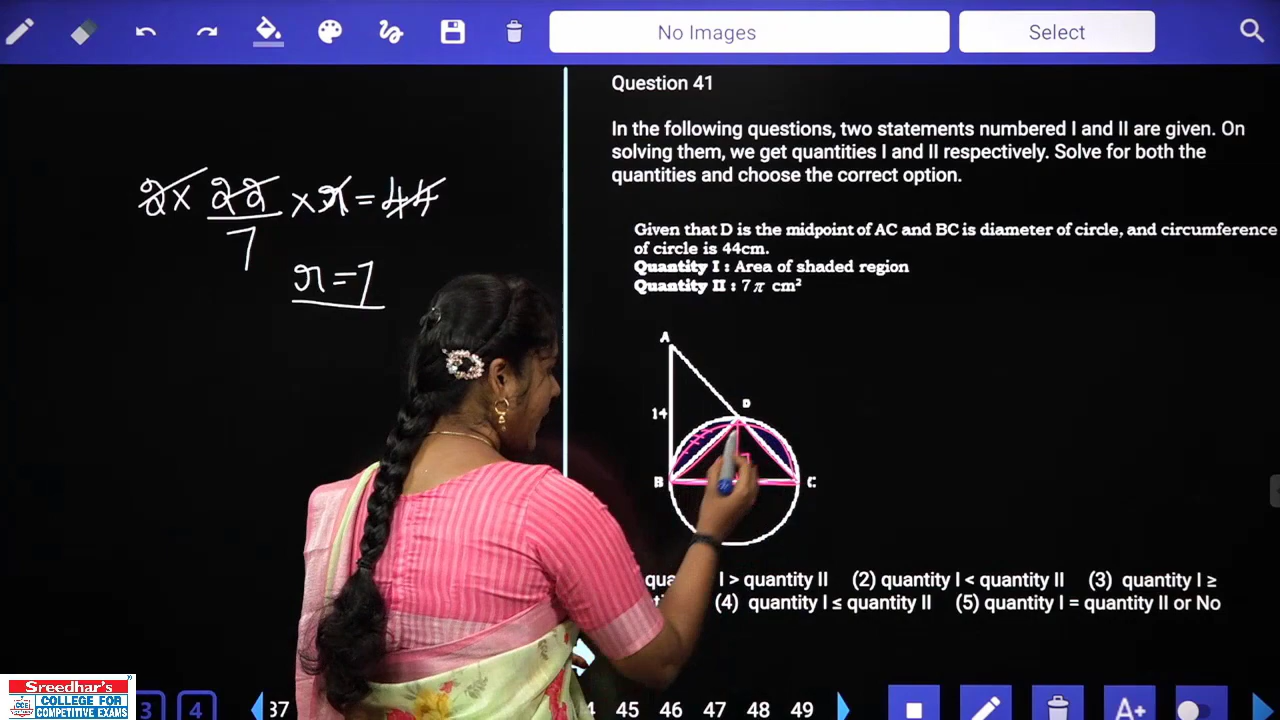 No Images
Select
Question 41
In the following questions, two statements numbered I and II are given. On
solving them, we get quantities I and II respectively. Solve for both the
quantities and choose the correct option.
Given that D is the midpoint of AC and BC is diameter of circle, and circumference
of circle is 44cm.
Quantity I : Area of shaded region
Quantity II : 7π cm²
2 × 22/7 × r = 44
r = 7
A
D
14
B
C
I > quantity II (2) quantity I < quantity II (3) quantity I ≥
(4) quantity I ≤ quantity II (5) quantity I = quantity II or No
Sreedhar's
CCE
COLLEGE FOR
COMPETITIVE EXAMS
3 4 37 45 46 47 48 49 A+